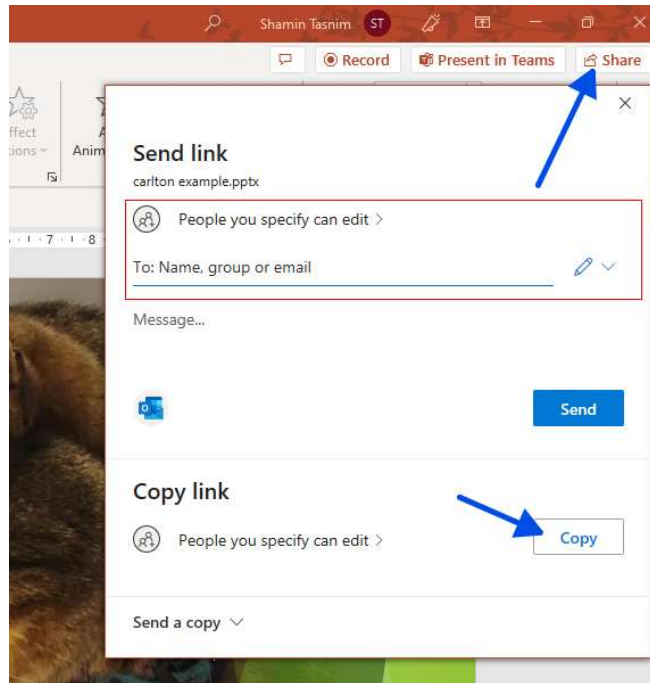 Shamin Tasnim ST
Record Present in Teams Share
ffect
tions
Anim
7 8
Send link
carlton example.pptx
People you specify can edit >
To: Name, group or email
Message...
Send
Copy link
People you specify can edit >
Copy
Send a copy